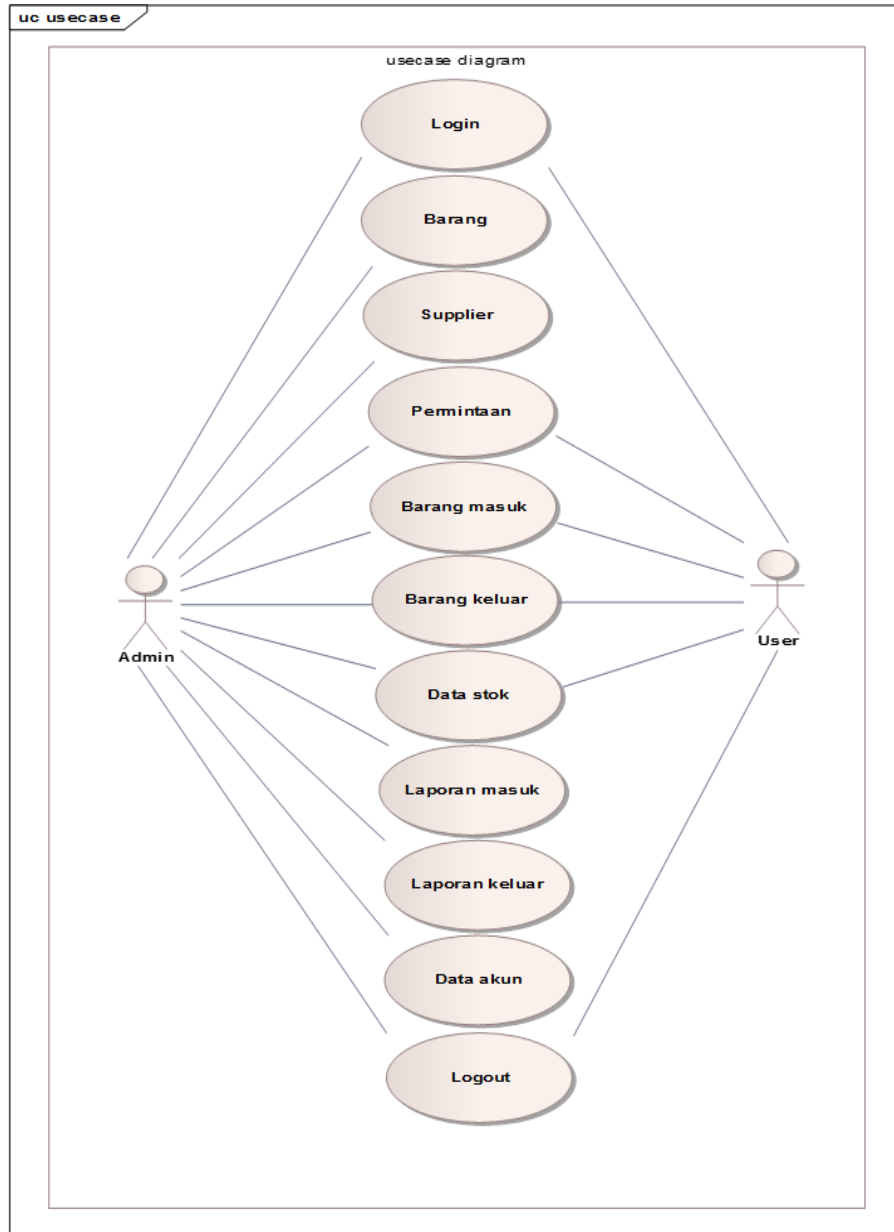 uc usecase
usecase diagram
Login
Barang
Supplier
Permintaan
Barang masuk
Barang keluar
Admin
User
Data stok
Laporan masuk
Laporan keluar
Data akun
Logout